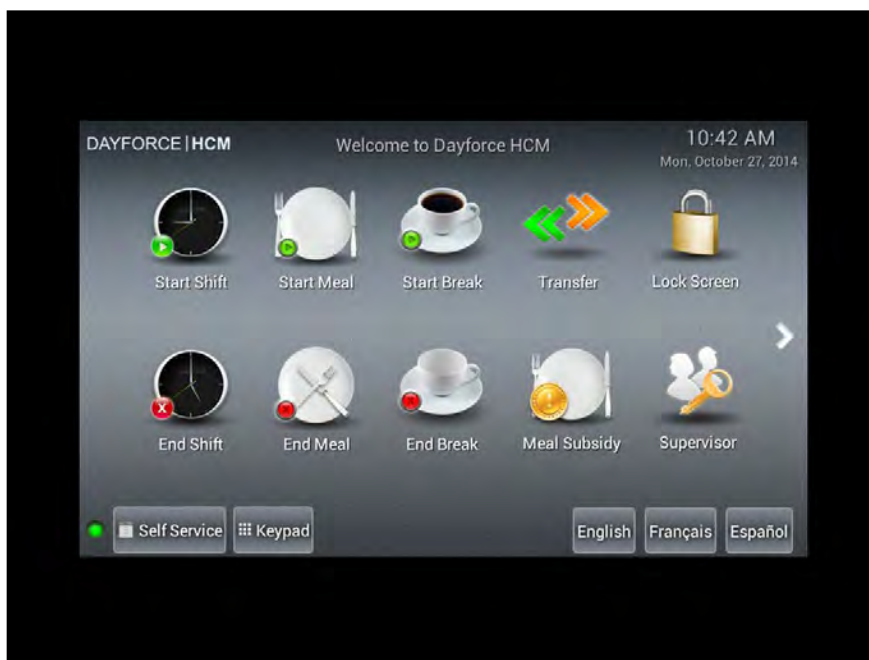 DAYFORCE | HCM
Welcome to Dayforce HCM
10:42 AM
Mon, October 27, 2014
Start Shift
Start Meal
Start Break
Transfer
Lock Screen
End Shift
End Meal
End Break
Meal Subsidy
Supervisor
Self Service
Keypad
English
Français
Español